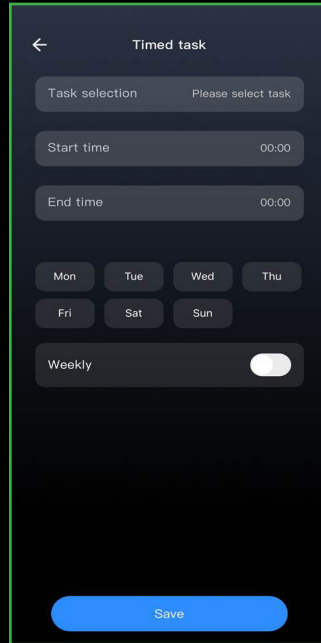 Timed task
Task selection Please select task
Start time 00:00
End time 00:00
Mon Tue Wed Thu
Fri Sat Sun
Weekly
Save